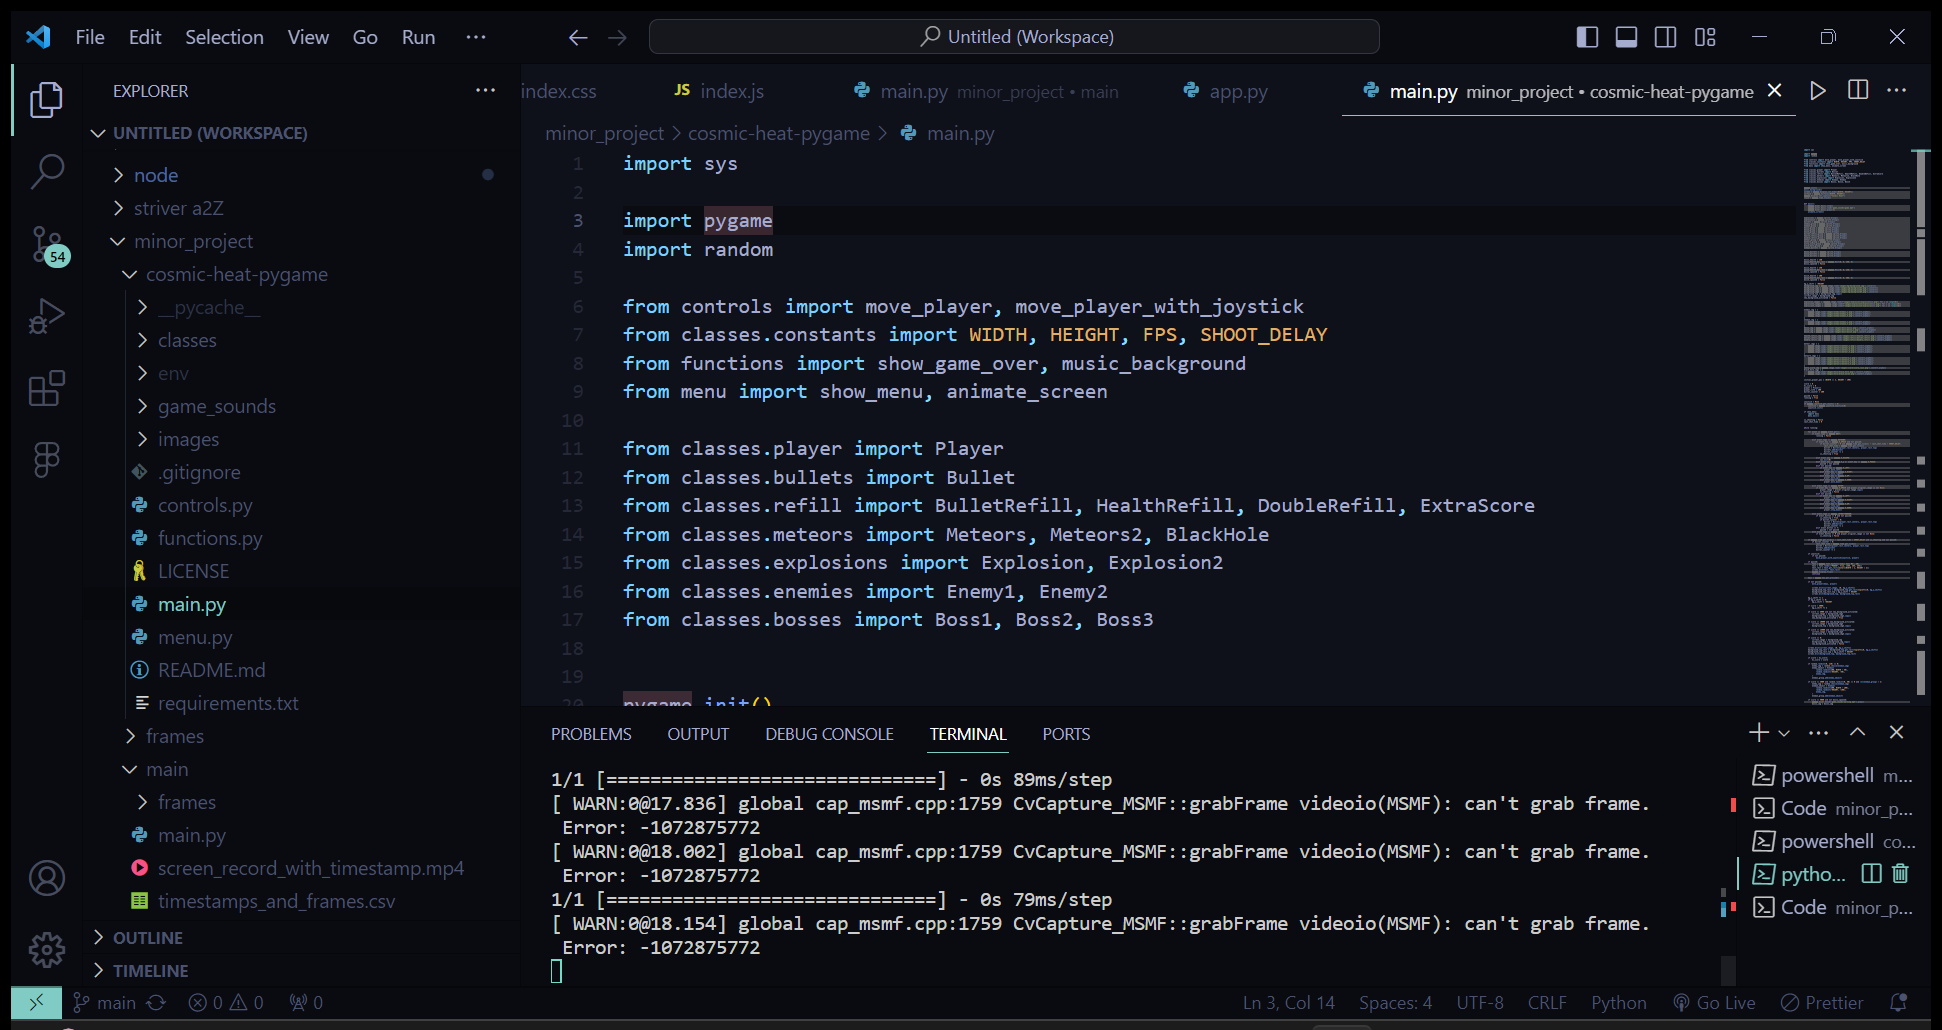 File Edit Selection View Go Run ··· Untitled (Workspace)
EXPLORER ···
index.css JS index.js main.py minor_project • main app.py main.py minor_project • cosmic-heat-pygame
UNTITLED (WORKSPACE)
node
striver a2Z
minor_project
cosmic-heat-pygame
__pycache__
classes
env
game_sounds
images
.gitignore
controls.py
functions.py
LICENSE
main.py
menu.py
README.md
requirements.txt
frames
main
frames
main.py
screen_record_with_timestamp.mp4
timestamps_and_frames.csv
OUTLINE
TIMELINE
54
minor_project > cosmic-heat-pygame > main.py
1 import sys
2
3 import pygame
4 import random
5
6 from controls import move_player, move_player_with_joystick
7 from classes.constants import WIDTH, HEIGHT, FPS, SHOOT_DELAY
8 from functions import show_game_over, music_background
9 from menu import show_menu, animate_screen
10
11 from classes.player import Player
12 from classes.bullets import Bullet
13 from classes.refill import BulletRefill, HealthRefill, DoubleRefill, ExtraScore
14 from classes.meteors import Meteors, Meteors2, BlackHole
15 from classes.explosions import Explosion, Explosion2
16 from classes.enemies import Enemy1, Enemy2
17 from classes.bosses import Boss1, Boss2, Boss3
18
19
20 pygame.init()
PROBLEMS OUTPUT DEBUG CONSOLE TERMINAL PORTS
1/1 [==============================] - 0s 89ms/step
[ WARN:0@17.836] global cap_msmf.cpp:1759 CvCapture_MSMF::grabFrame videoio(MSMF): can't grab frame.
Error: -1072875772
[ WARN:0@18.002] global cap_msmf.cpp:1759 CvCapture_MSMF::grabFrame videoio(MSMF): can't grab frame.
Error: -1072875772
1/1 [==============================] - 0s 79ms/step
[ WARN:0@18.154] global cap_msmf.cpp:1759 CvCapture_MSMF::grabFrame videoio(MSMF): can't grab frame.
Error: -1072875772
powershell m...
Code minor_p...
powershell co...
pytho...
Code minor_p...
main 0 0 0 Ln 3, Col 14 Spaces: 4 UTF-8 CRLF Python Go Live Prettier